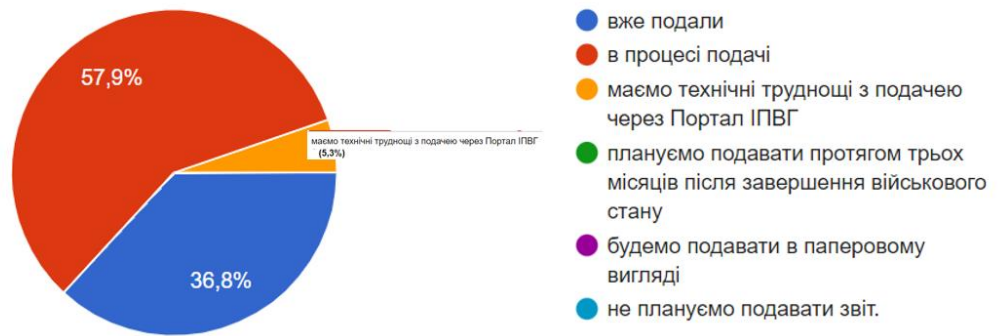 57,9%
маємо технічні труднощі з подачею через Портал ІПВГ
(5,3%)
36,8%
вже подали
в процесі подачі
маємо технічні труднощі з подачею
через Портал ІПВГ
плануємо подавати протягом трьох
місяців після завершення військового
стану
будемо подавати в паперовому
вигляді
не плануємо подавати звіт.